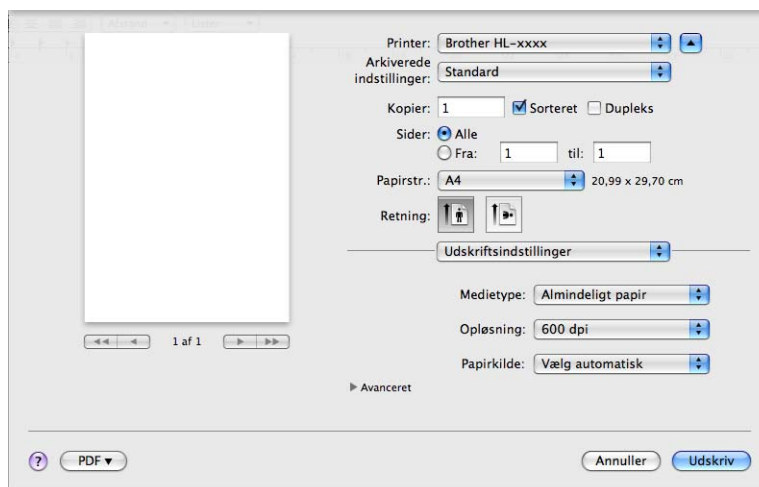 Printer: Brother HL-xxxx
Arkiverede
indstillinger: Standard
Kopier: 1 Sorteret Dupleks
Sider: Alle
Fra: 1 til: 1
Papirstr.: A4 20,99 x 29,70 cm
Retning:
Udskriftsindstillinger
Medietype: Almindeligt papir
Opløsning: 600 dpi
1 af 1
Papirkilde: Vælg automatisk
Avanceret
? PDF Annuller Udskriv